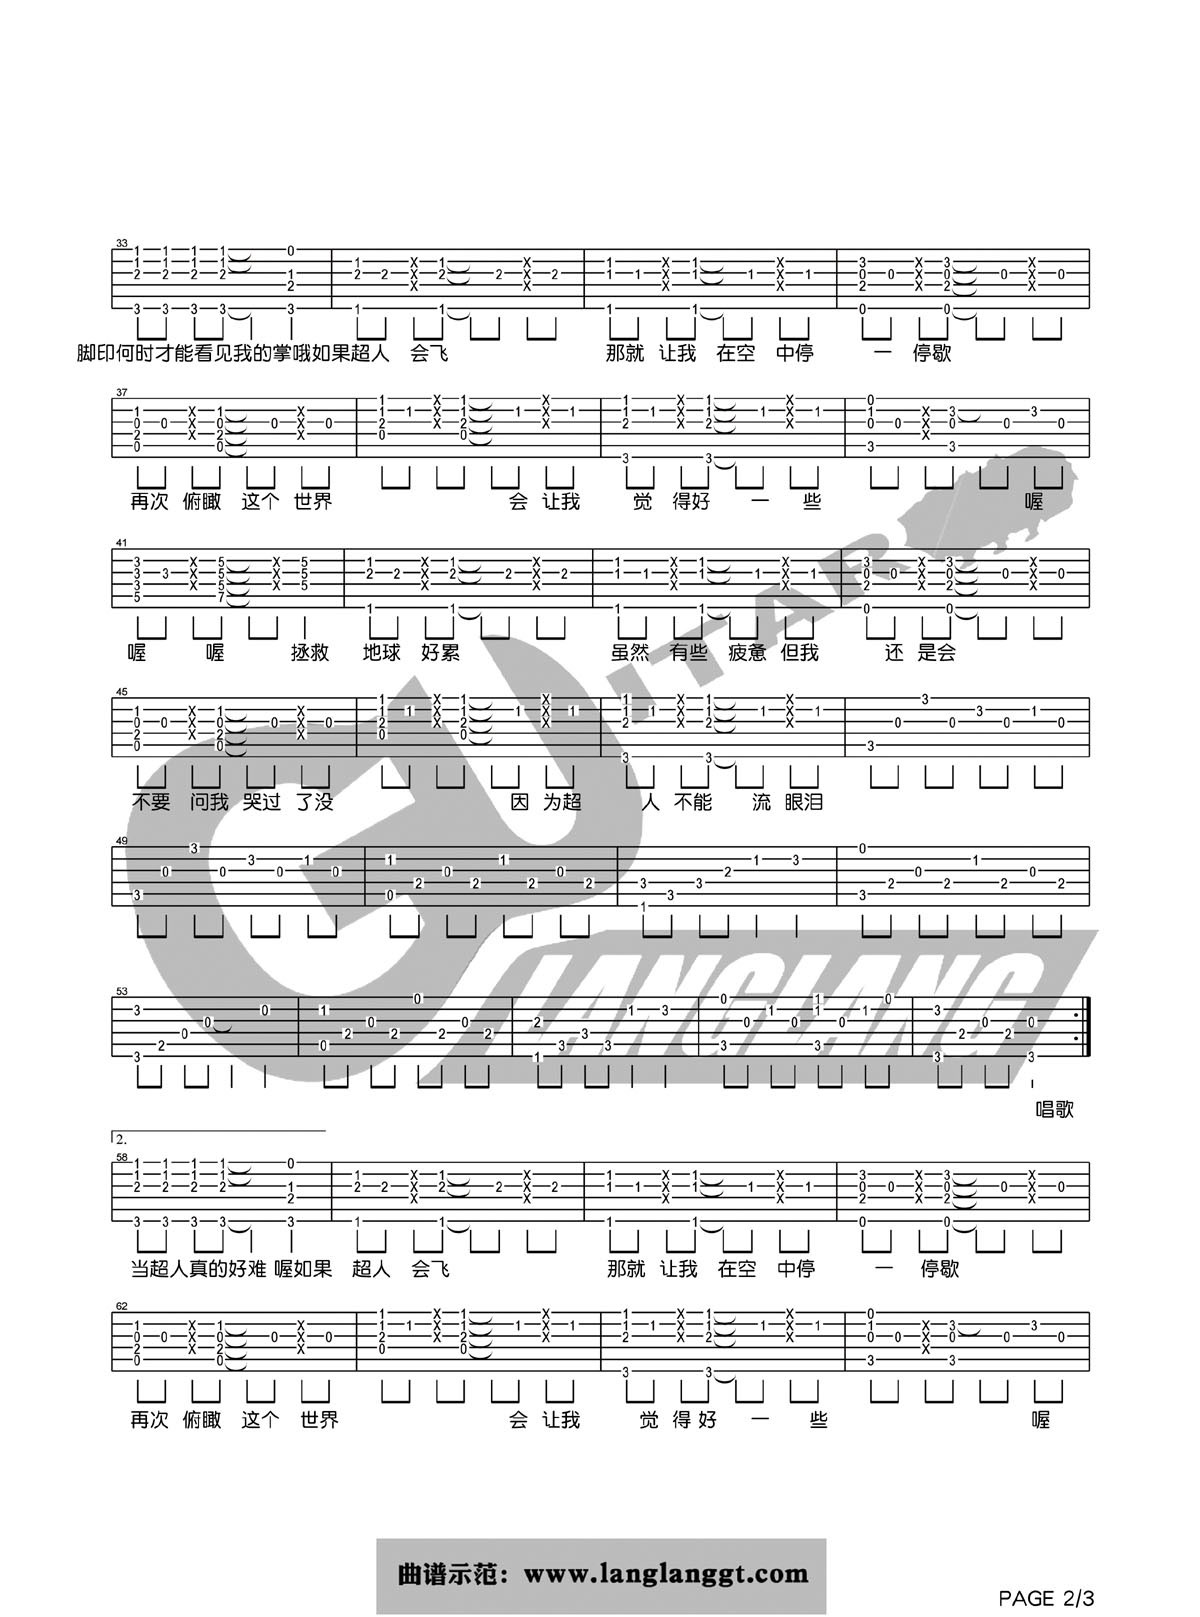 33
脚印何时才能看见我的掌哦如果超人 会飞 那就 让我 在空 中停 一 停歇
37
再次 俯瞰 这个 世界 会 让我 觉 得好 一 些 喔
41
喔 喔 拯救 地球 好累 虽然 有些 疲惫 但我 还 是会
45
不要 问我 哭过 了没 因 为超 人 不能 流 眼泪
49
53
唱歌
2.
58
当超人真的好难 喔如果 超人 会飞 那就 让我 在空 中停 一 停歇
62
再次 俯瞰 这个 世界 会 让我 觉 得 好 一 些 喔
GUITAR
LANGLANG
曲谱示范：www.langlanggt.com
PAGE 2/3